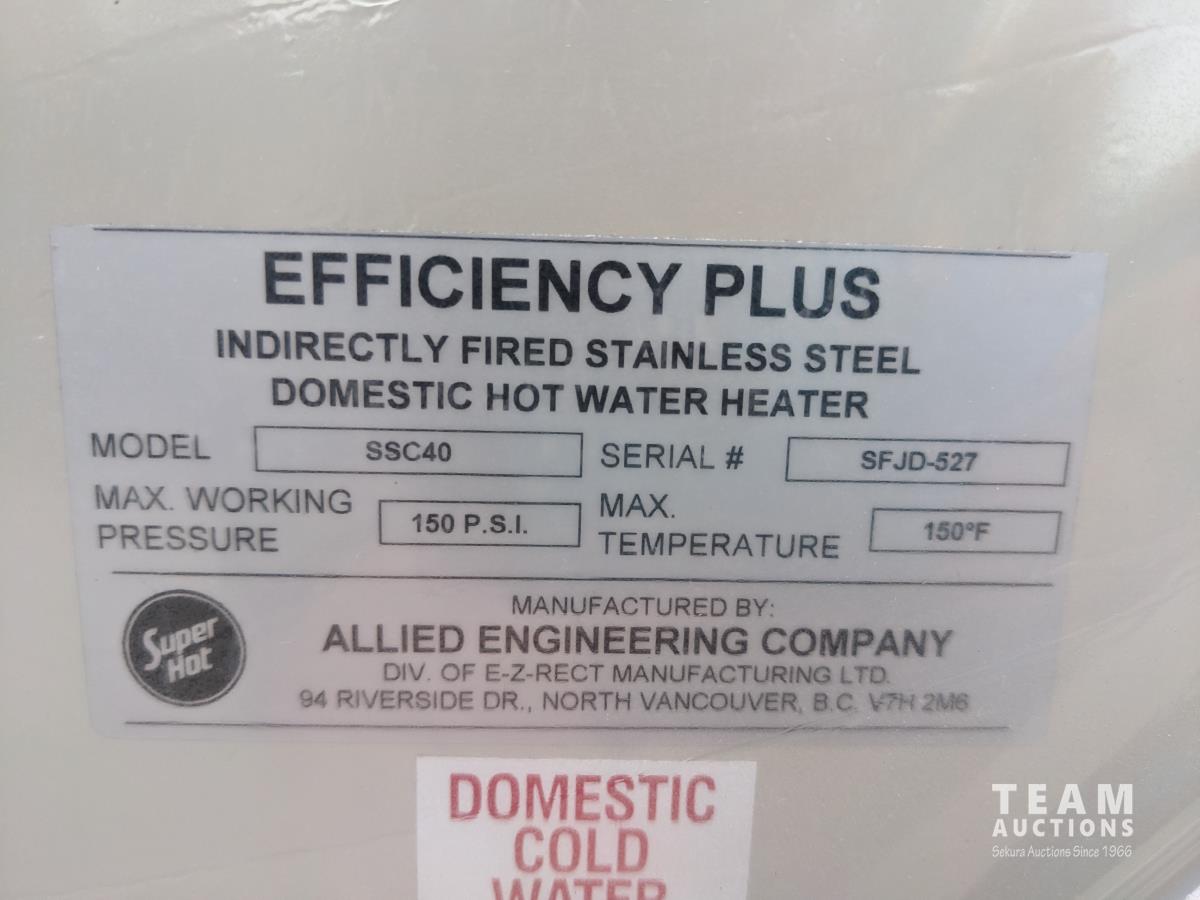 EFFICIENCY PLUS
INDIRECTLY FIRED STAINLESS STEEL
DOMESTIC HOT WATER HEATER
MODEL SSC40 SERIAL # SFJD-527
MAX. WORKING PRESSURE 150 P.S.I. MAX. TEMPERATURE 150°F
Super Hot
MANUFACTURED BY:
ALLIED ENGINEERING COMPANY
DIV. OF E-Z-RECT MANUFACTURING LTD.
94 RIVERSIDE DR., NORTH VANCOUVER, B.C. V7H 2M6
DOMESTIC
COLD
WATER
TEAM
AUCTIONS
Sekura Auctions Since 1966